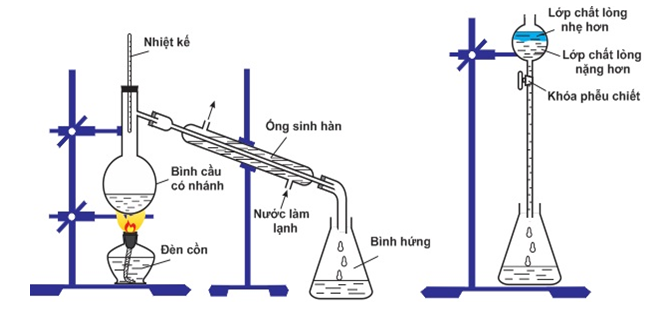 Nhiệt kế
Ống sinh hàn
Bình cầu
có nhánh
Nước làm
lạnh
Đèn cồn
Bình hứng
Lớp chất lỏng
nhẹ hơn
Lớp chất lỏng
nặng hơn
Khóa phễu chiết